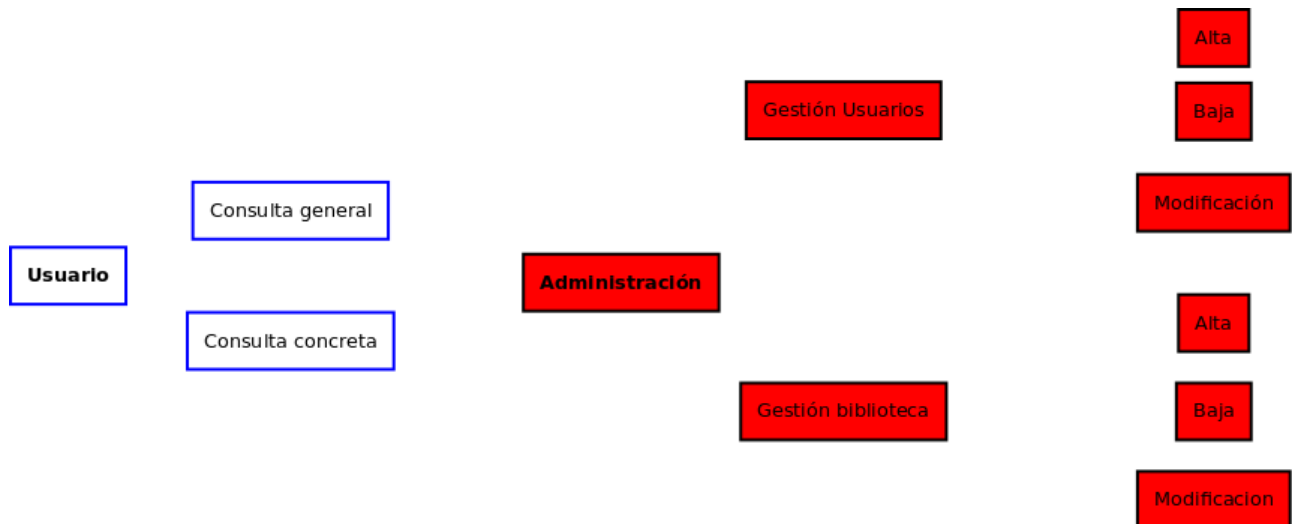 Usuario
Consulta general
Consulta concreta
Administración
Gestión Usuarios
Alta
Baja
Modificación
Gestión biblioteca
Alta
Baja
Modificacion